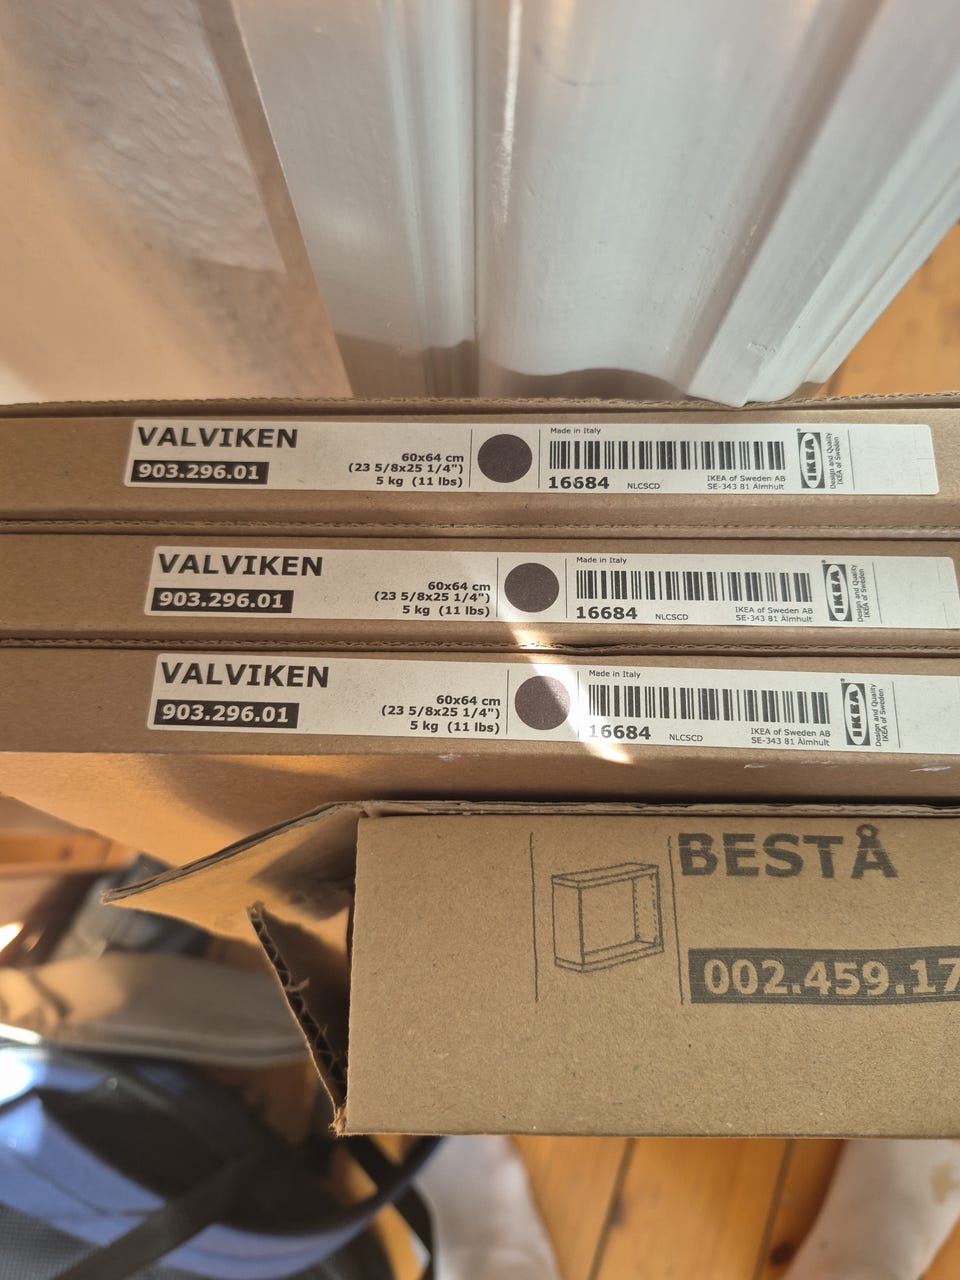 VALVIKEN
903.296.01
60x64 cm
(23 5/8x25 1/4")
5 kg (11 lbs)
Made in Italy
16684
NLCSCD
IKEA of Sweden AB
SE-343 81 Älmhult
IKEA
Design and Quality
IKEA of Sweden
VALVIKEN
903.296.01
60x64 cm
(23 5/8x25 1/4")
5 kg (11 lbs)
Made in Italy
16684
NLCSCD
IKEA of Sweden AB
SE-343 81 Älmhult
IKEA
Design and Quality
IKEA of Sweden
VALVIKEN
903.296.01
60x64 cm
(23 5/8x25 1/4")
5 kg (11 lbs)
Made in Italy
16684
NLCSCD
IKEA of Sweden AB
SE-343 81 Älmhult
IKEA
Design and Quality
IKEA of Sweden
BESTÅ
002.459.17